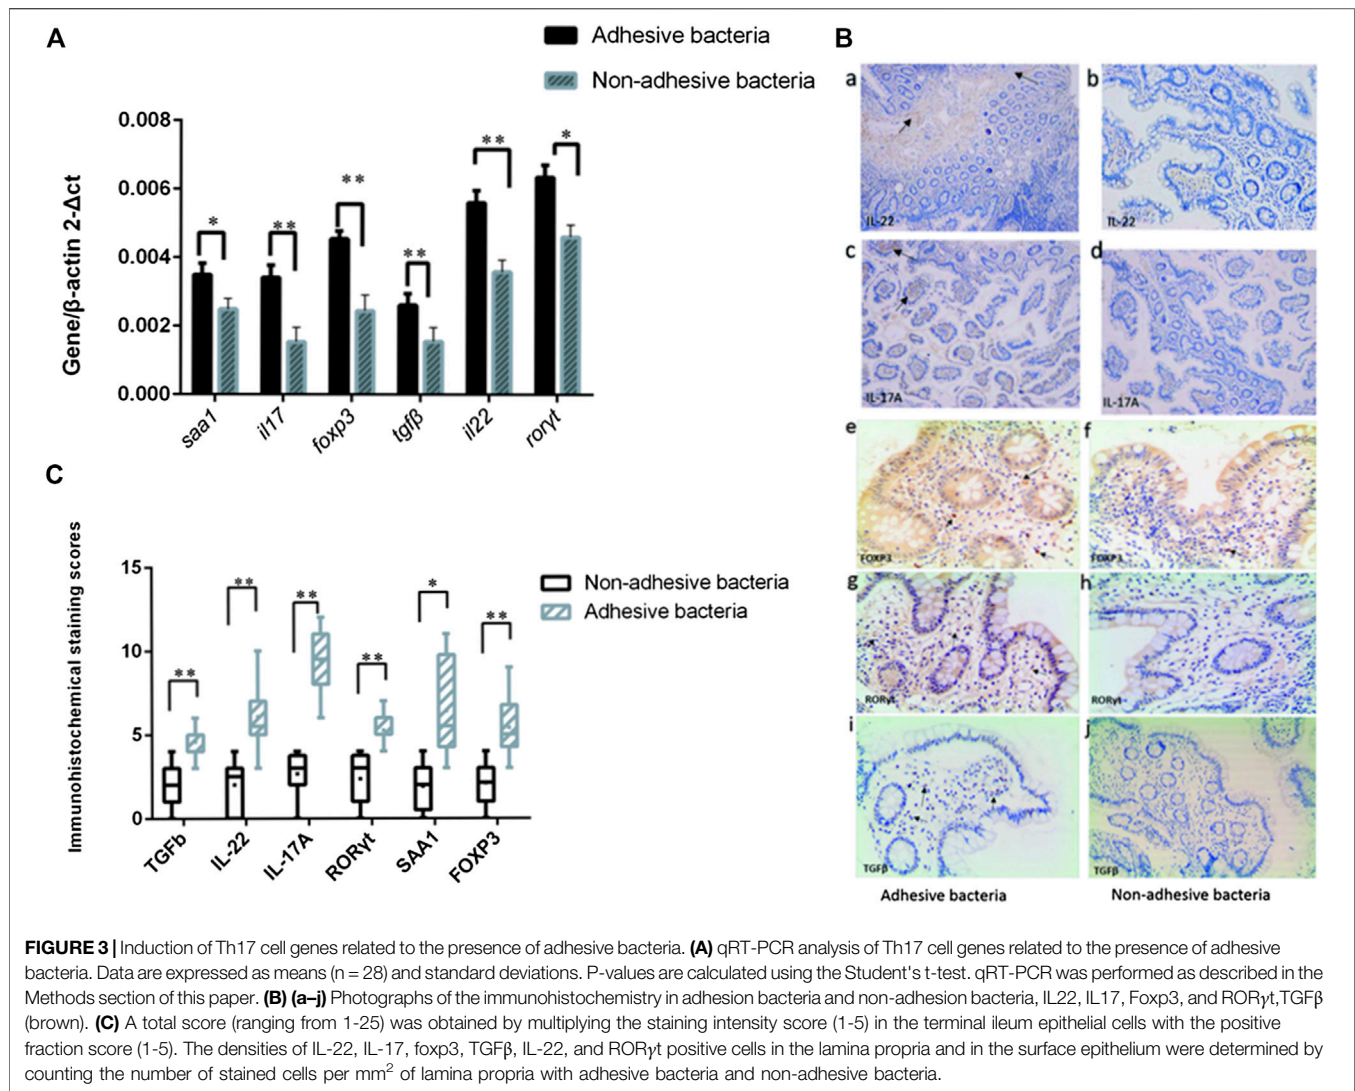 A
Adhesive bacteria
Non-adhesive bacteria
Gene/β-actin 2-Δct
0.008
0.006
0.004
0.002
0.000
*
**
**
**
**
*
saa1
il17
foxp3
tgfβ
il22
rorγt
B
a
IL-22
b
IL-22
c
IL-17A
d
IL-17A
e
FOXP3
f
FOXP3
g
RORγt
h
RORγt
i
TGFβ
j
TGFβ
Adhesive bacteria
Non-adhesive bacteria
C
Immunohistochemical staining scores
15
10
5
0
**
**
**
**
*
**
Non-adhesive bacteria
Adhesive bacteria
TGFb
IL-22
IL-17A
RORγt
SAA1
FOXP3
FIGURE 3 | Induction of Th17 cell genes related to the presence of adhesive bacteria. (A) qRT-PCR analysis of Th17 cell genes related to the presence of adhesive
bacteria. Data are expressed as means (n = 28) and standard deviations. P-values are calculated using the Student's t-test. qRT-PCR was performed as described in the
Methods section of this paper. (B) (a–j) Photographs of the immunohistochemistry in adhesion bacteria and non-adhesion bacteria, IL22, IL17, Foxp3, and RORγt,TGFβ
(brown). (C) A total score (ranging from 1-25) was obtained by multiplying the staining intensity score (1-5) in the terminal ileum epithelial cells with the positive
fraction score (1-5). The densities of IL-22, IL-17, foxp3, TGFβ, IL-22, and RORγt positive cells in the lamina propria and in the surface epithelium were determined by
counting the number of stained cells per mm² of lamina propria with adhesive bacteria and non-adhesive bacteria.